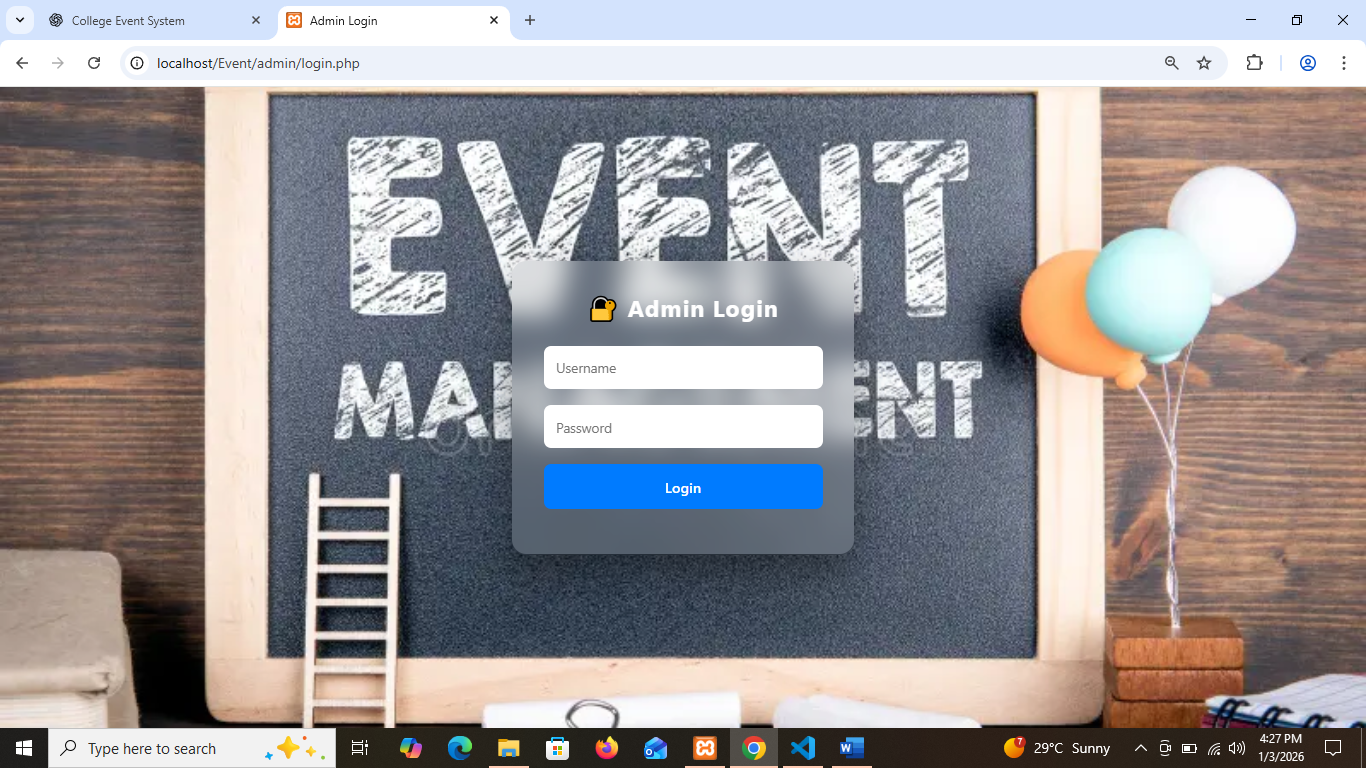 College Event System
Admin Login
localhost/Event/admin/login.php
EVENT
Admin Login
Username
Password
Login
Type here to search
7
29°C Sunny
4:27 PM
1/3/2026